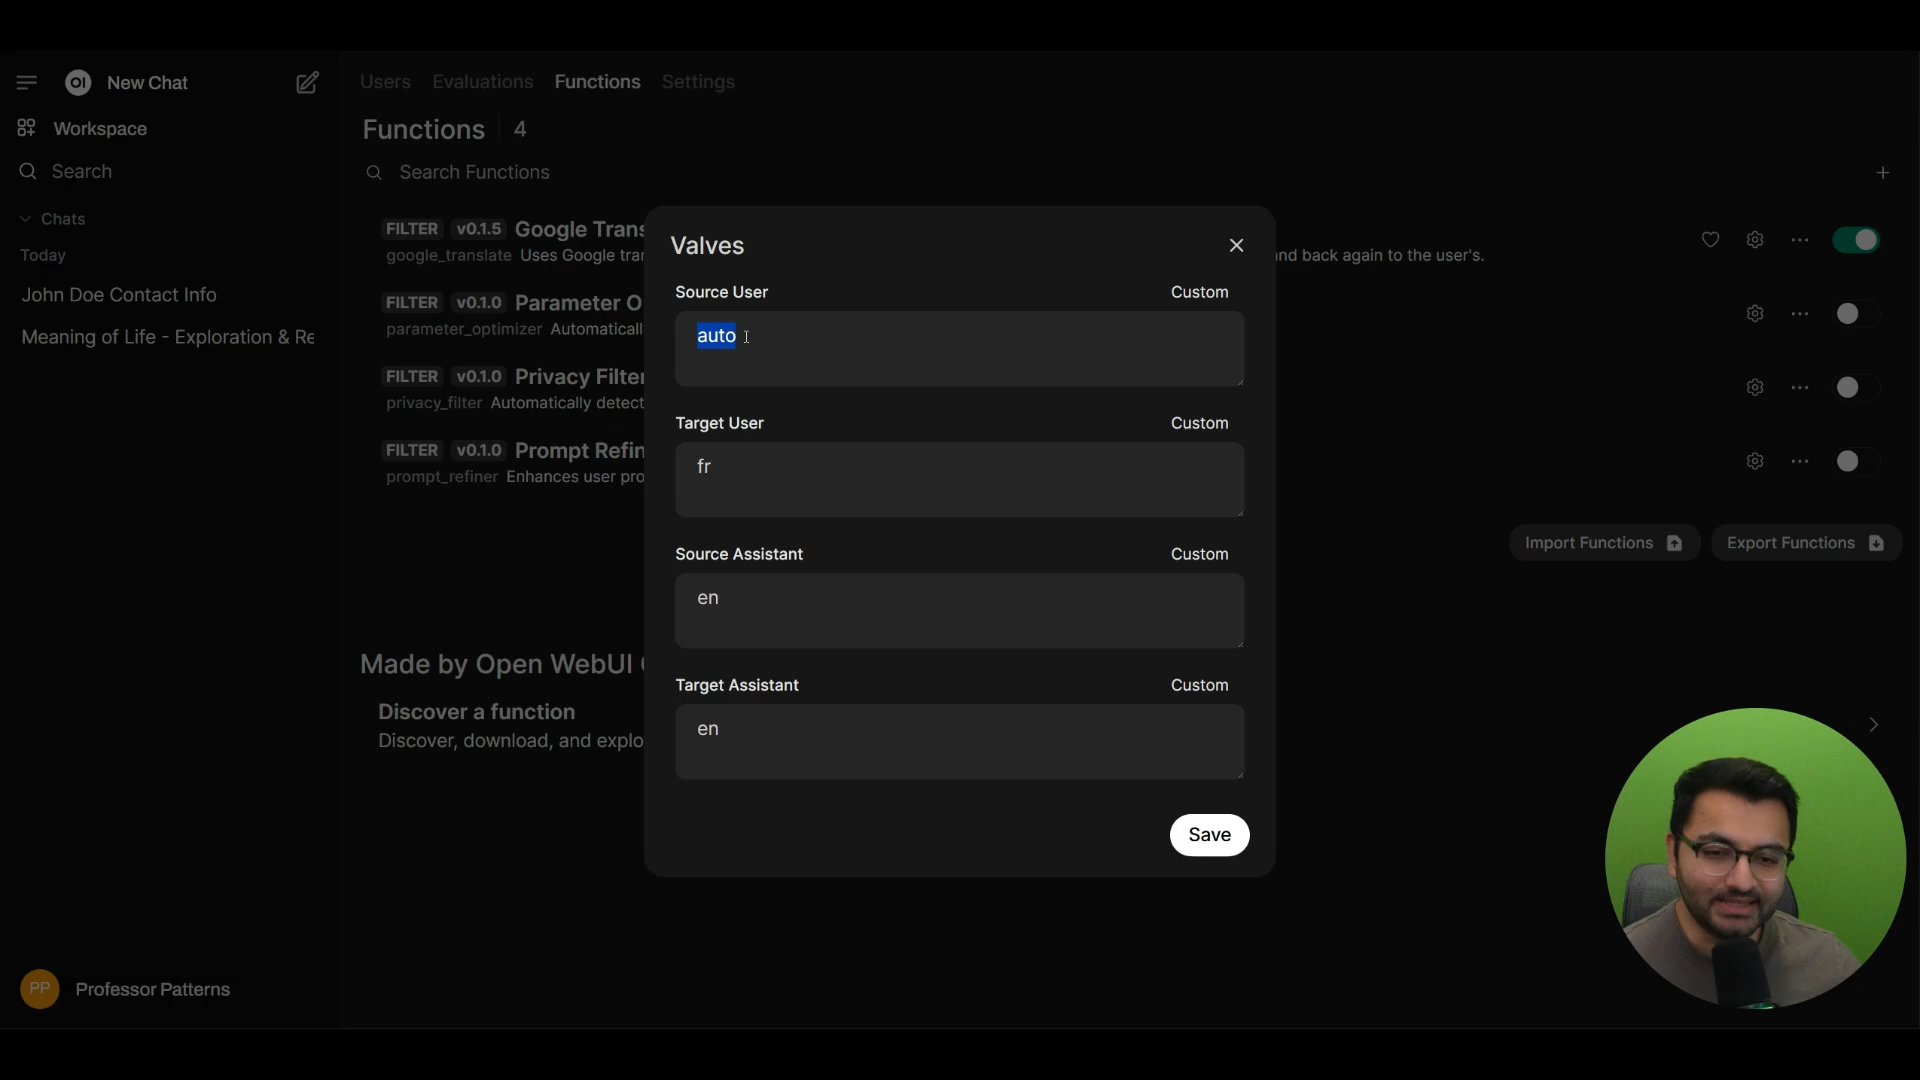 New Chat
Workspace
Search
Chats
Today
John Doe Contact Info
Meaning of Life - Exploration & Re
PP
Professor Patterns
Users Evaluations Functions Settings
Functions 4
Search Functions
FILTER v0.1.5 Google Trans
google_translate Uses Google tran
nd back again to the user's.
FILTER v0.1.0 Parameter O
parameter_optimizer Automaticall
FILTER v0.1.0 Privacy Filter
privacy_filter Automatically detect
FILTER v0.1.0 Prompt Refin
prompt_refiner Enhances user pro
Import Functions Export Functions
Made by Open WebUI C
Discover a function
Discover, download, and explo
Valves
Source User Custom
auto
Target User Custom
fr
Source Assistant Custom
en
Target Assistant Custom
en
Save